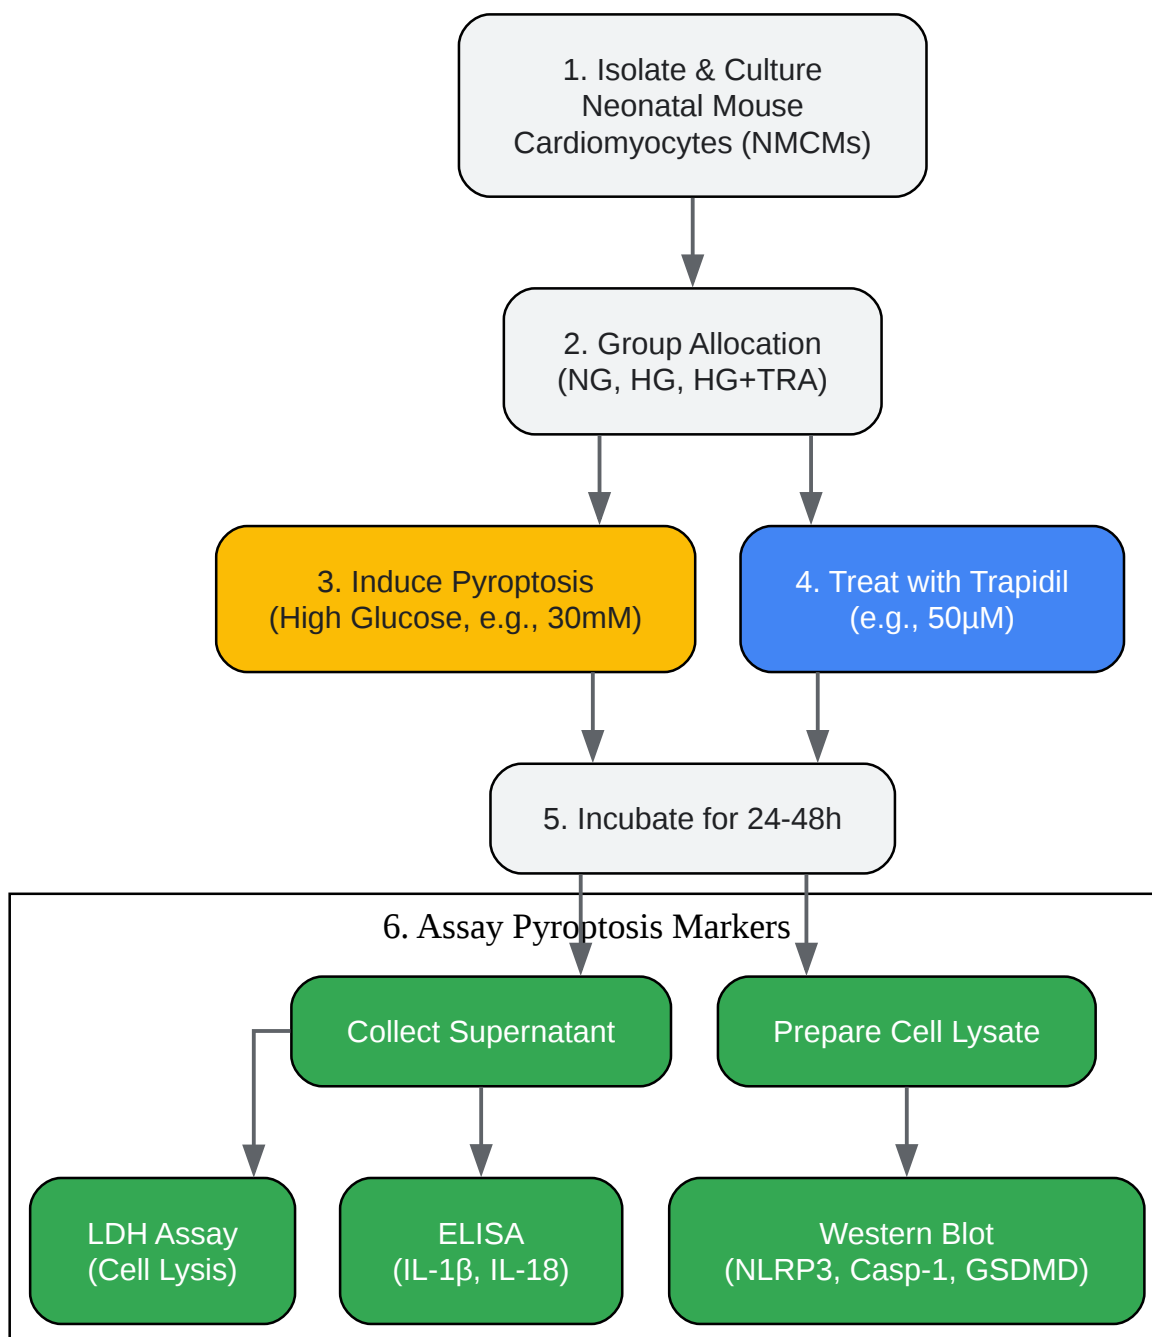 1. Isolate & Culture
Neonatal Mouse
Cardiomyocytes (NMCMs)
2. Group Allocation
(NG, HG, HG+TRA)
3. Induce Pyroptosis
(High Glucose, e.g., 30mM)
4. Treat with Trapidil
(e.g., 50µM)
5. Incubate for 24-48h
6. Assay Pyroptosis Markers
Collect Supernatant
Prepare Cell Lysate
LDH Assay
(Cell Lysis)
ELISA
(IL-1β, IL-18)
Western Blot
(NLRP3, Casp-1, GSDMD)